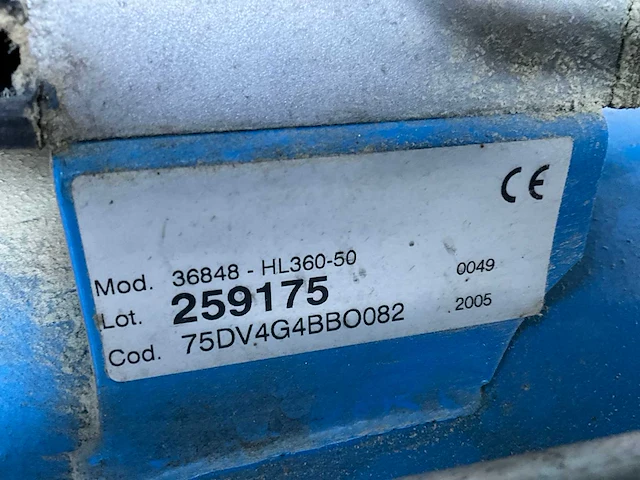 CE
Mod. 36848 - HL360-50 0049
Lot. 259175 2005
Cod. 75DV4G4BBO082